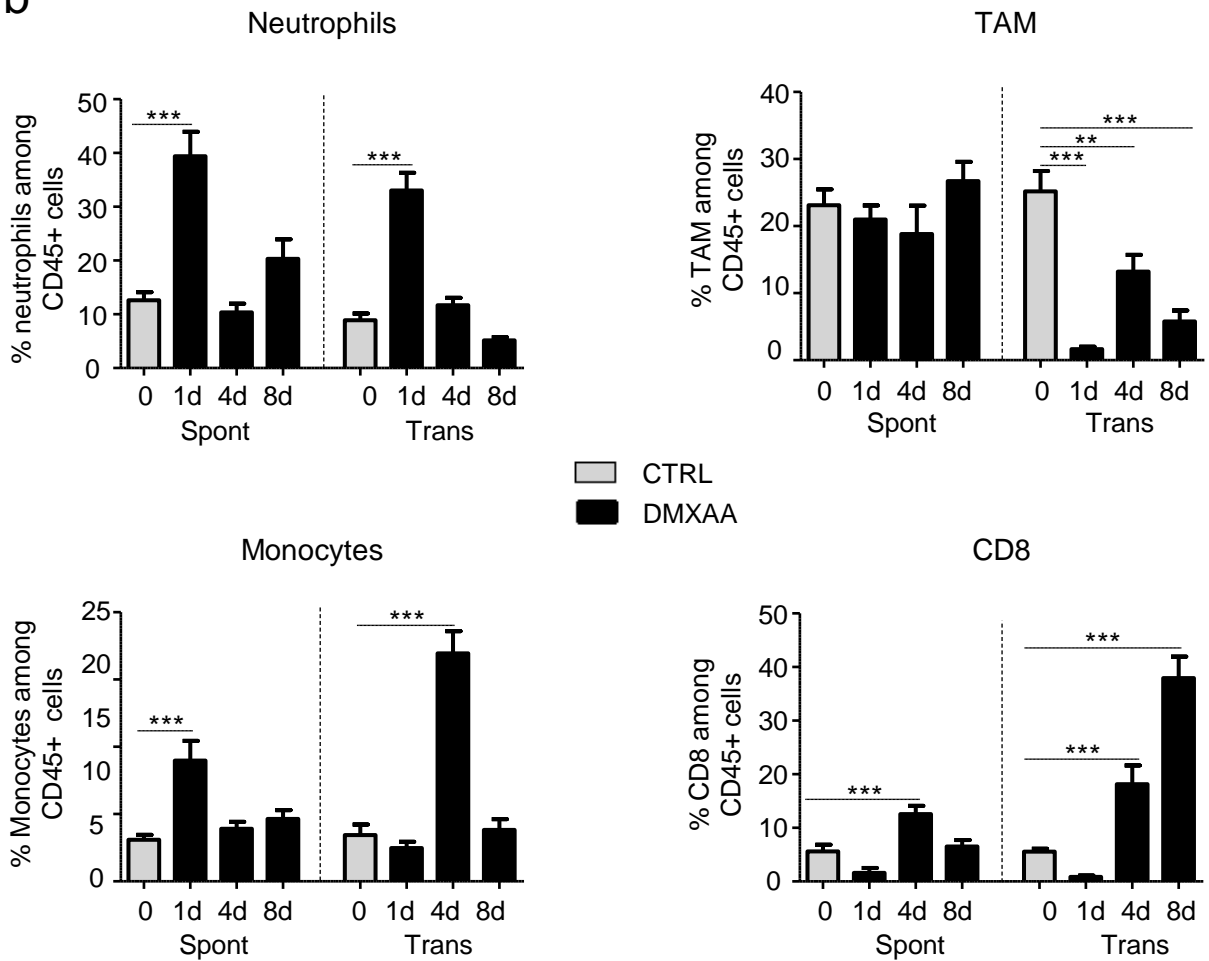 b
Neutrophils
% neutrophils among
CD45+ cells
50
40
30
20
10
0
***
***
0 1d 4d 8d 0 1d 4d 8d
Spont Trans
TAM
% TAM among
CD45+ cells
40
30
20
10
0
***
**
***
0 1d 4d 8d 0 1d 4d 8d
Spont Trans
CTRL
DMXAA
Monocytes
% Monocytes among
CD45+ cells
25
20
15
10
5
0
***
***
0 1d 4d 8d 0 1d 4d 8d
Spont Trans
CD8
% CD8 among
CD45+ cells
50
40
30
20
10
0
***
***
***
0 1d 4d 8d 0 1d 4d 8d
Spont Trans